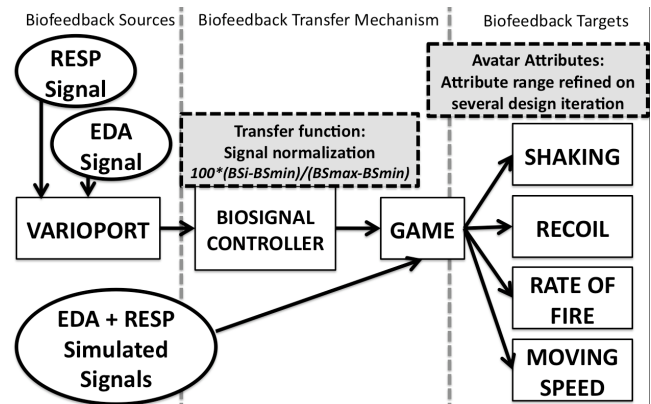 Biofeedback Sources
Biofeedback Transfer Mechanism
Biofeedback Targets
RESP
Signal
EDA
Signal
Transfer function:
Signal normalization
100*(BSi-BSmin)/(BSmax-BSmin)
Avatar Attributes:
Attribute range refined on
several design iteration
VARIOPORT
BIOSIGNAL
CONTROLLER
GAME
SHAKING
RECOIL
RATE OF
FIRE
MOVING
SPEED
EDA + RESP
Simulated
Signals